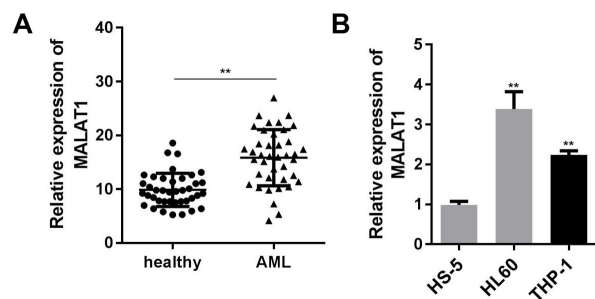 A
Relative expression of
MALAT1
40
30
20
10
0
**
healthy
AML
B
Relative expression of
MALAT1
5
4
3
2
1
0
**
**
HS-5
HL60
THP-1